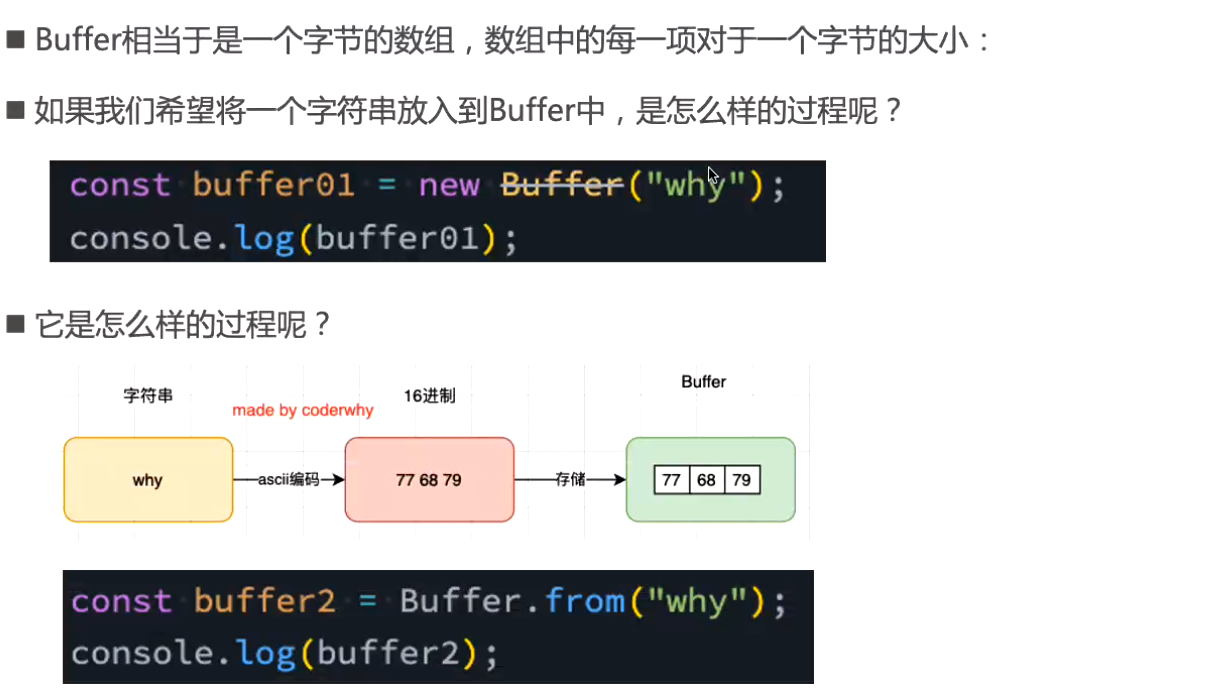 ■ Buffer相当于是一个字节的数组，数组中的每一项对于一个字节的大小：
■ 如果我们希望将一个字符串放入到Buffer中，是怎么样的过程呢？
const buffer01 = new Buffer("why");
console.log(buffer01);
■ 它是怎么样的过程呢？
字符串 16进制 Buffer
made by coderwhy
why ascii编码 77 68 79 存储 77 68 79
const buffer2 = Buffer.from("why");
console.log(buffer2);